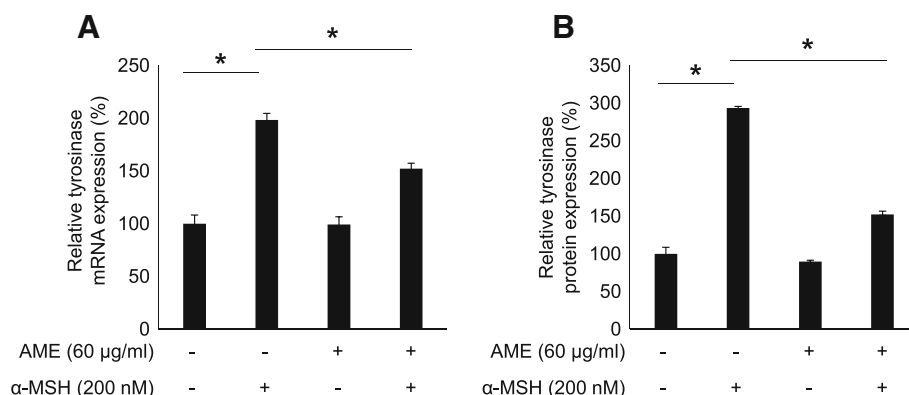 A
*
*
Relative tyrosinase
mRNA expression (%)
250
200
150
100
50
0
AME (60 μg/ml) - - + +
α-MSH (200 nM) - + - +
B
*
*
Relative tyrosinase
protein expression (%)
350
300
250
200
150
100
50
0
AME (60 μg/ml) - - + +
α-MSH (200 nM) - + - +